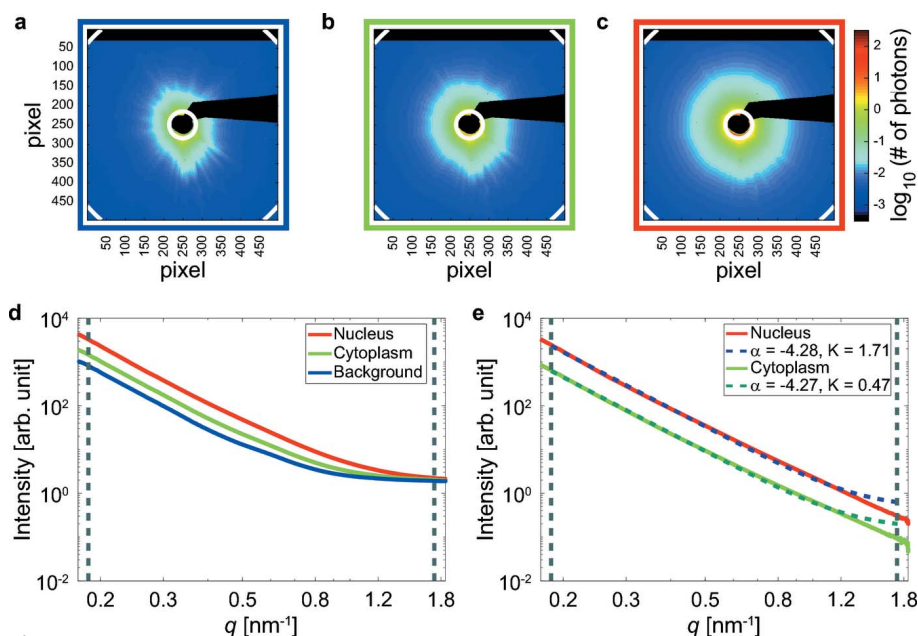 a
b
c
50
100
150
200
250
300
350
400
450
pixel
50
100
150
200
250
300
350
400
450
pixel
50
100
150
200
250
300
350
400
450
pixel
50
100
150
200
250
300
350
400
450
pixel
2
1
0
-1
-2
-3
log10 (# of photons)
d
10^4
10^2
10^0
10^-2
Intensity [arb. unit]
Nucleus
Cytoplasm
Background
0.2
0.3
0.5
0.8
1.2
1.8
q [nm^-1]
e
10^4
10^2
10^0
10^-2
Intensity [arb. unit]
Nucleus
α = -4.28, K = 1.71
Cytoplasm
α = -4.27, K = 0.47
0.2
0.3
0.5
0.8
1.2
1.8
q [nm^-1]